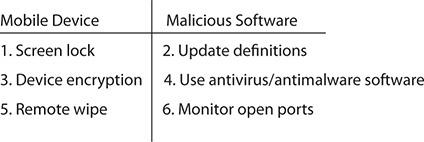 Mobile Device Malicious Software
1. Screen lock 2. Update definitions
3. Device encryption 4. Use antivirus/antimalware software
5. Remote wipe 6. Monitor open ports